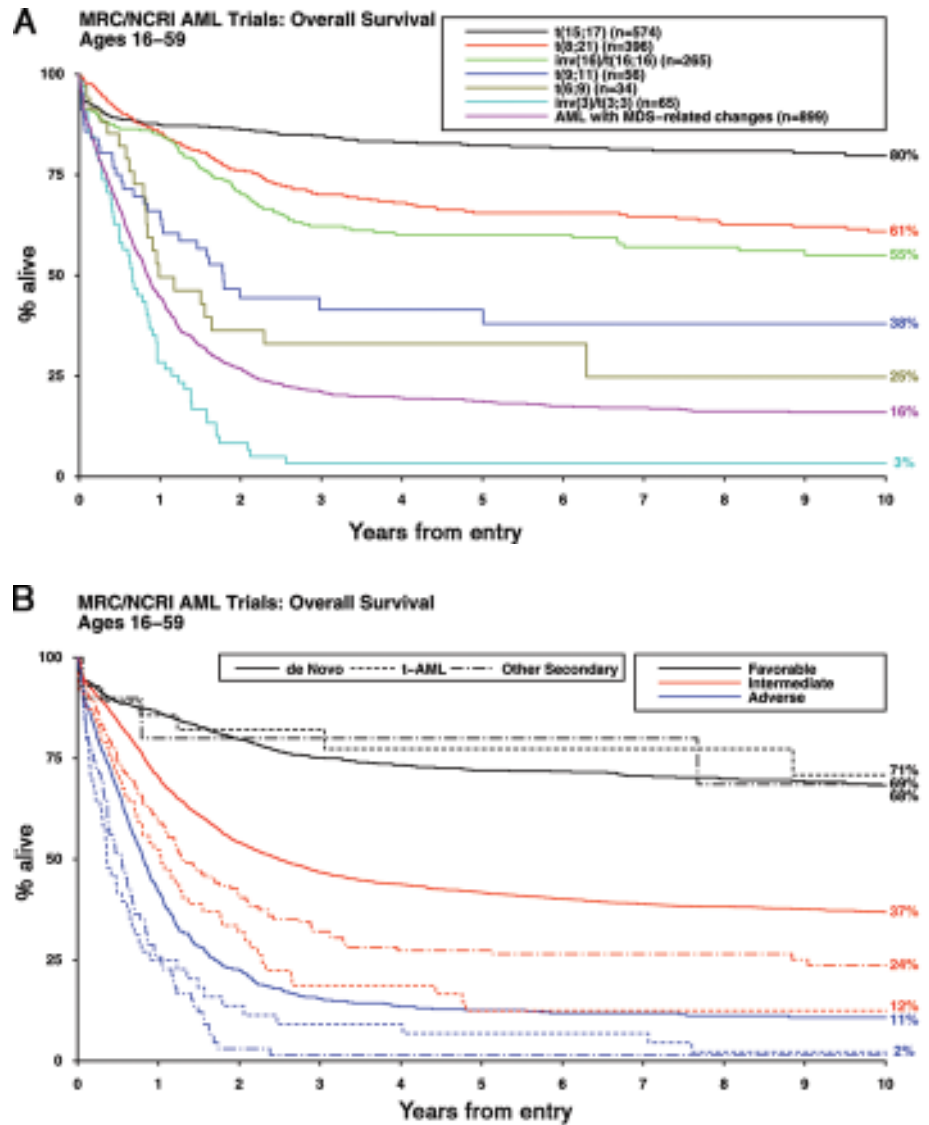 A
MRC/NCRI AML Trials: Overall Survival
Ages 16–59
t(15;17) (n=574)
t(8;21) (n=396)
inv(16)/t(16;16) (n=265)
t(9;11) (n=56)
t(6;9) (n=34)
inv(3)/t(3;3) (n=65)
AML with MDS–related changes (n=899)
100
75
50
25
0
% alive
80%
61%
55%
38%
25%
16%
3%
0 1 2 3 4 5 6 7 8 9 10
Years from entry
B
MRC/NCRI AML Trials: Overall Survival
Ages 16–59
de Novo t–AML Other Secondary
Favorable
Intermediate
Adverse
100
75
50
25
0
% alive
71%
69%
68%
37%
24%
12%
11%
2%
0 1 2 3 4 5 6 7 8 9 10
Years from entry